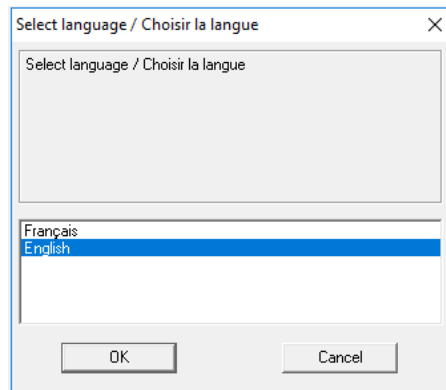 Select language / Choisir la langue
Select language / Choisir la langue
Français
English
OK
Cancel